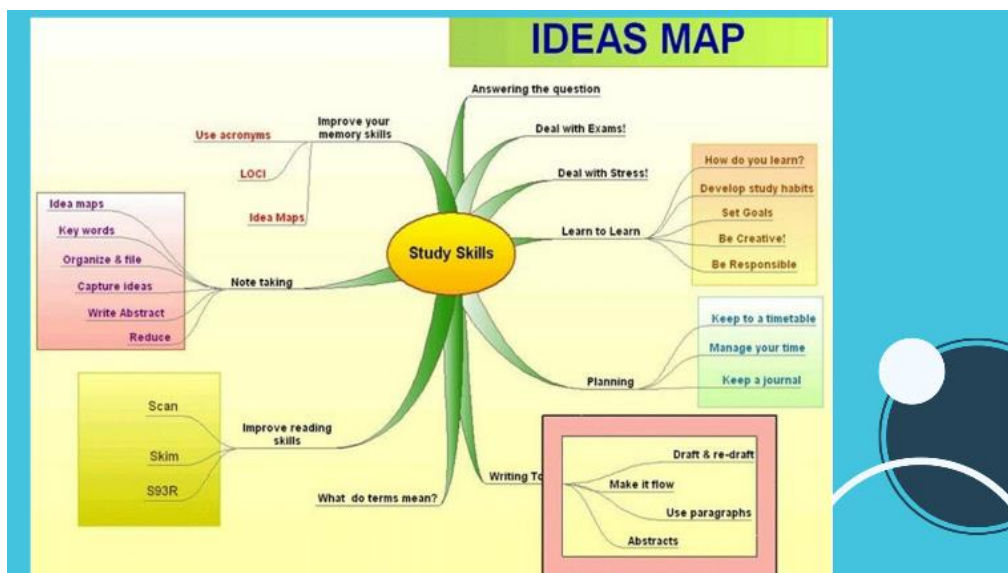 IDEAS MAP
Answering the question
Deal with Exams!
Deal with Stress!
Learn to Learn
How do you learn?
Develop study habits
Set Goals
Be Creative!
Be Responsible
Planning
Keep to a timetable
Manage your time
Keep a journal
Writing
Draft & re-draft
Make it flow
Use paragraphs
Abstracts
What do terms mean?
Improve reading
skills
Scan
Skim
S93R
Note taking
Idea maps
Key words
Organize & file
Capture ideas
Write Abstract
Reduce
Improve your
memory skills
Use acronyms
LOCI
Idea Maps
Study Skills